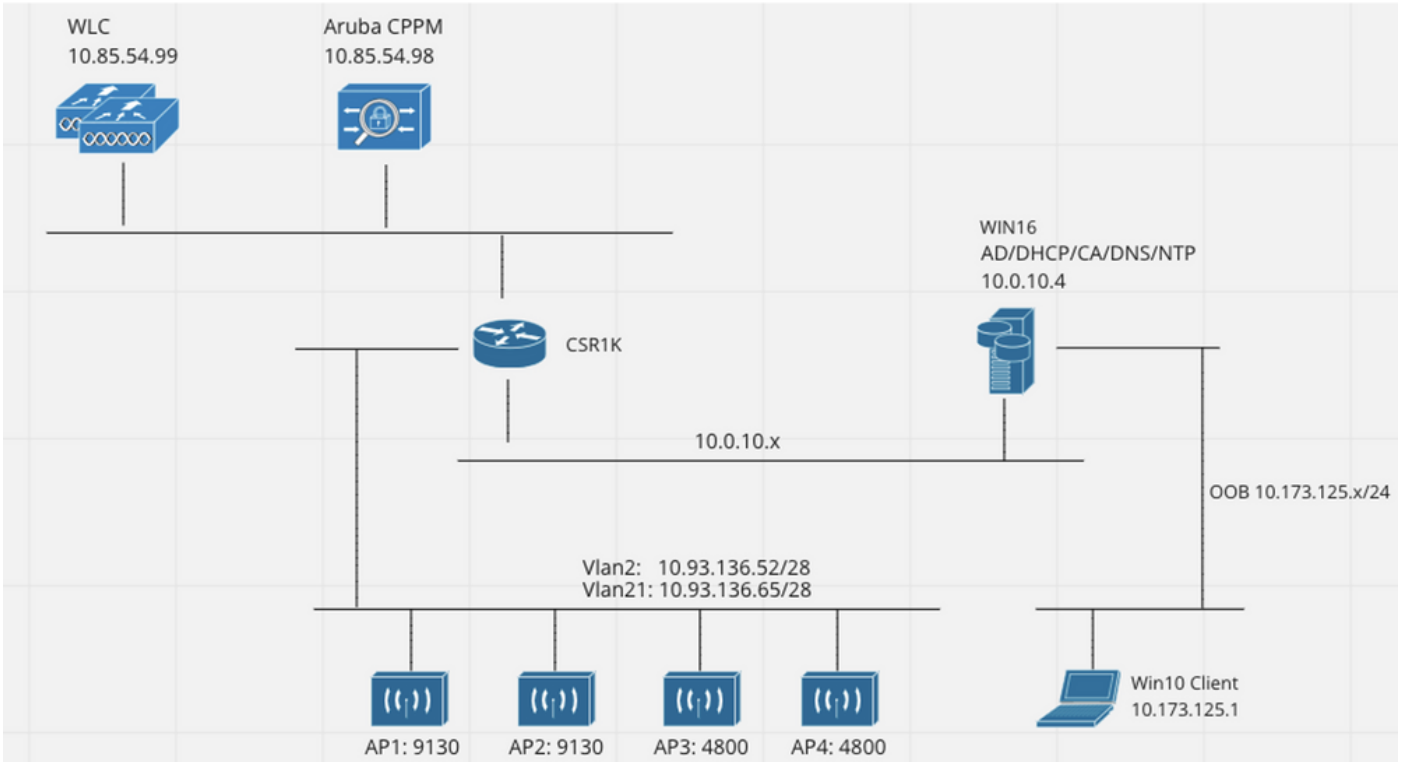 WLC
10.85.54.99
Aruba CPPM
10.85.54.98
WIN16
AD/DHCP/CA/DNS/NTP
10.0.10.4
CSR1K
10.0.10.x
OOB 10.173.125.x/24
Vlan2: 10.93.136.52/28
Vlan21: 10.93.136.65/28
Win10 Client
10.173.125.1
AP1: 9130
AP2: 9130
AP3: 4800
AP4: 4800